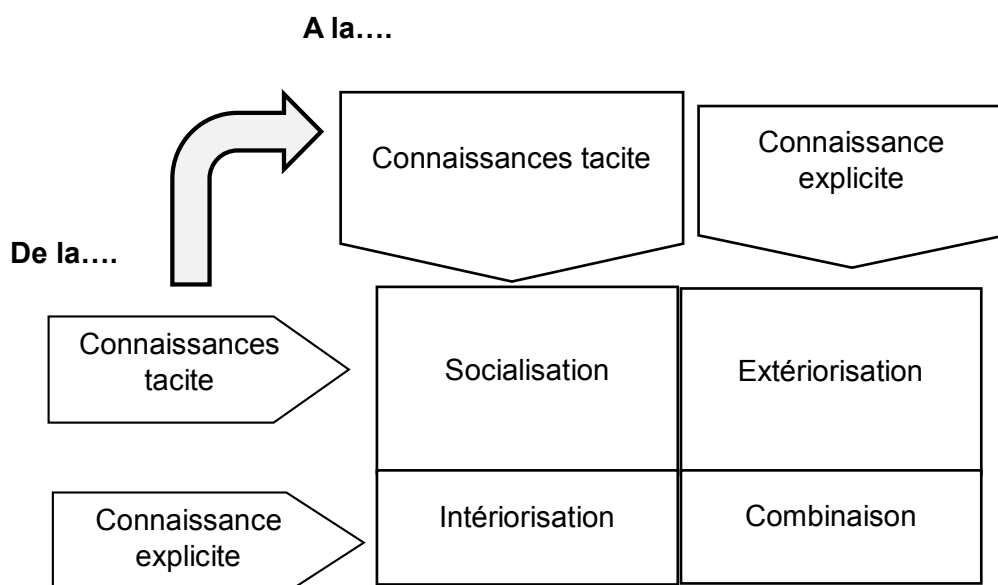 A la….
Connaissances tacite
Connaissance
explicite
De la….
Connaissances
tacite
Socialisation
Extériorisation
Connaissance
explicite
Intériorisation
Combinaison